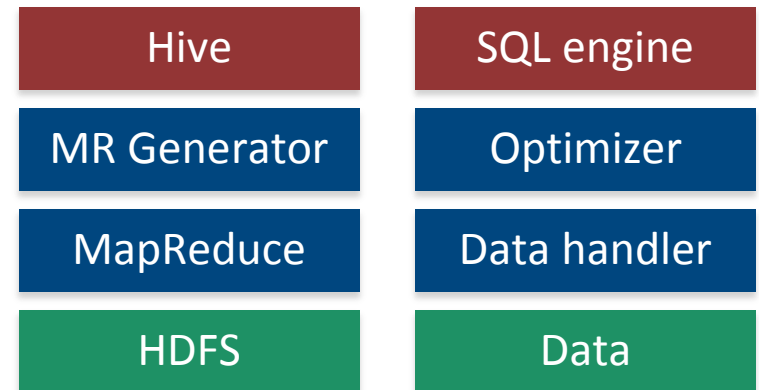 Hive
SQL engine
MR Generator
Optimizer
MapReduce
Data handler
HDFS
Data